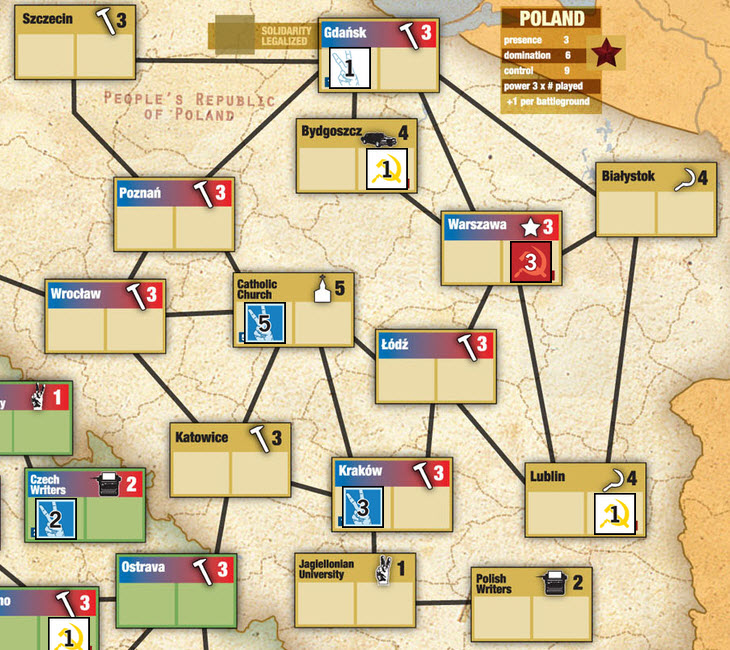 Szczecin 3
SOLIDARITY
LEGALIZED
Gdańsk 3
1
POLAND
presence 3
domination 6
control 9
power 3 x # played
+1 per battleground
PEOPLE'S REPUBLIC
OF POLAND
Bydgoszcz 4
1
Poznań 3
Białystok 4
Warszawa 3
3
Wrocław 3
Catholic
Church 5
5
Łódź 3
y 1
Katowice 3
Czech
Writers 2
2
Kraków 3
3
Lublin 4
1
Ostrava 3
Jagiellonian
University 1
Polish
Writers 2
no 3
1